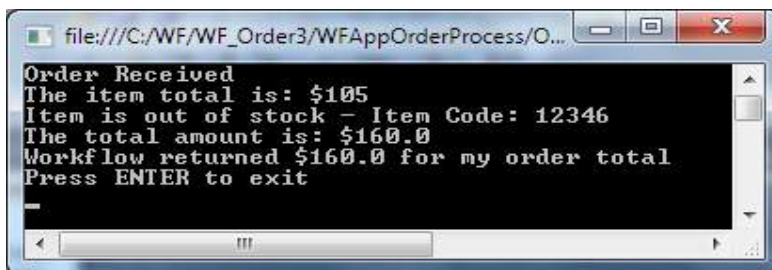 file:///C:/WF/WF_Order3/WFAppOrderProcess/O...
Order Received
The item total is: $105
Item is out of stock - Item Code: 12346
The total amount is: $160.0
Workflow returned $160.0 for my order total
Press ENTER to exit